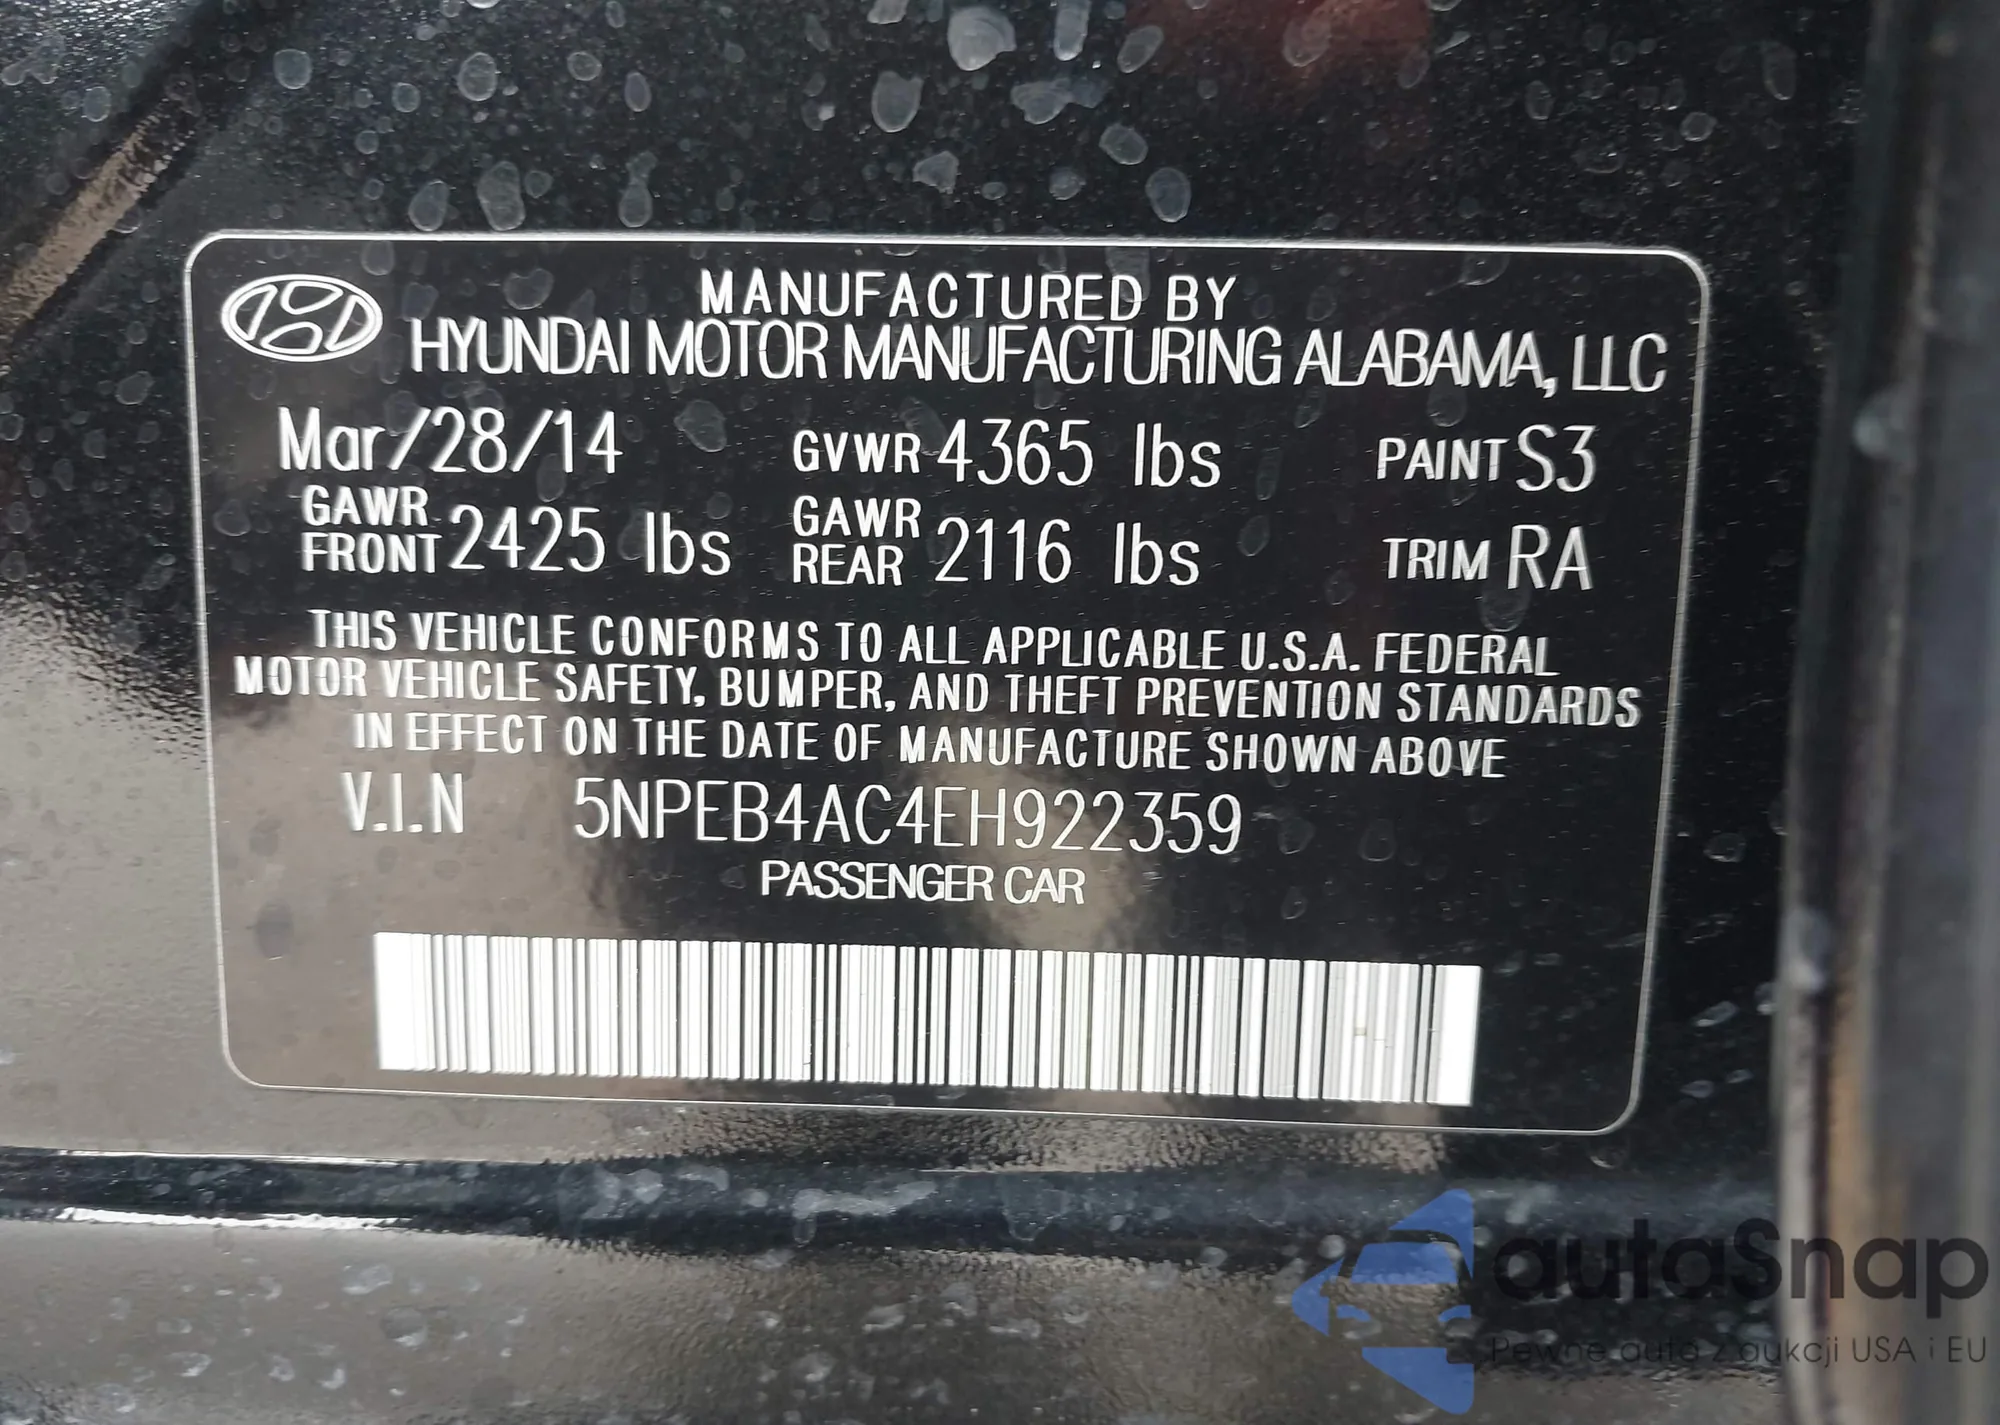 MANUFACTURED BY
HYUNDAI MOTOR MANUFACTURING ALABAMA, LLC
Mar/28/14 GVWR 4365 lbs PAINT S3
GAWR FRONT 2425 lbs GAWR REAR 2116 lbs TRIM RA
THIS VEHICLE CONFORMS TO ALL APPLICABLE U.S.A. FEDERAL
MOTOR VEHICLE SAFETY, BUMPER, AND THEFT PREVENTION STANDARDS
IN EFFECT ON THE DATE OF MANUFACTURE SHOWN ABOVE
V.I.N 5NPEB4AC4EH922359
PASSENGER CAR
autaSnap
Pewne auto z aukcji USA i EU